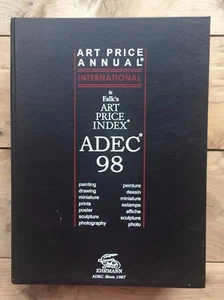 ART PRICE
ANNUAL®
INTERNATIONAL
& Falk's
ART
PRICE
INDEX®
ADEC®
98
painting peinture
drawing dessin
miniature miniature
prints estampe
poster affiche
sculpture sculpture
photography photo
EHRMANN
ADEC Since 1987